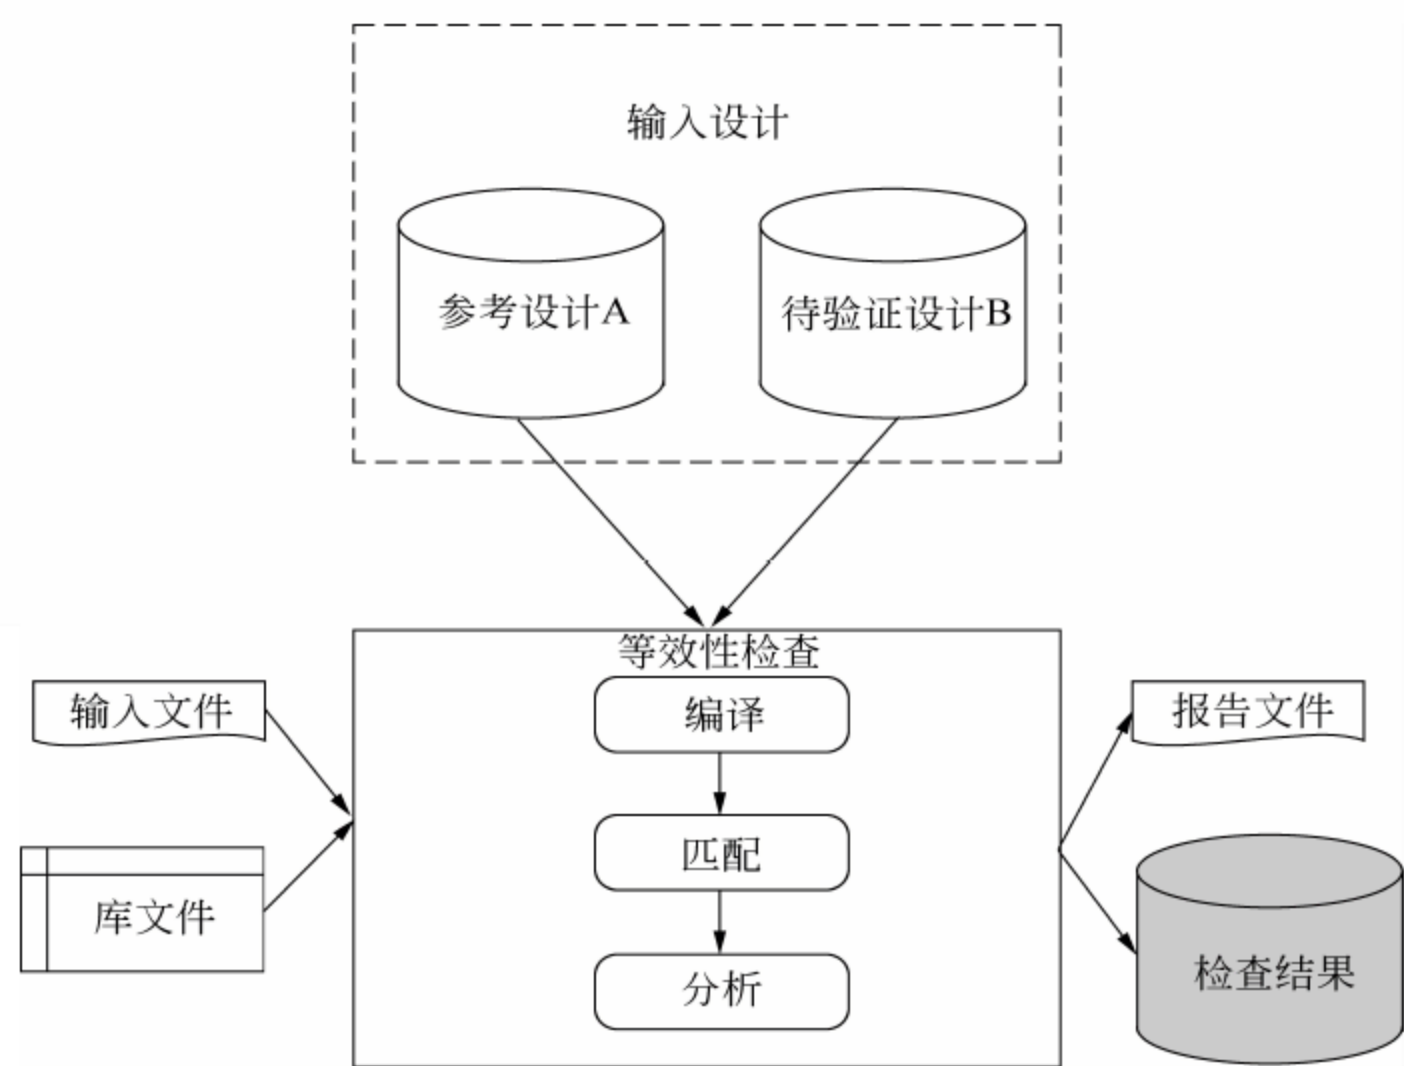 输入设计
参考设计A
待验证设计B
等效性检查
输入文件
编译
报告文件
匹配
库文件
检查结果
分析